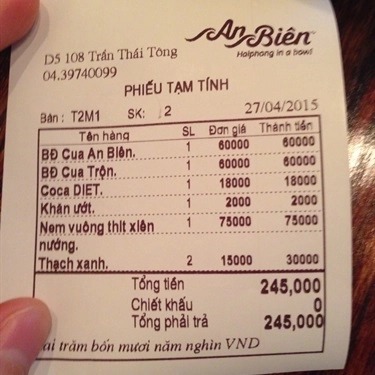 An Biên
Haiphong in a bowl
D5 108 Trần Thái Tông
04.39740099
PHIẾU TẠM TÍNH
Bàn : T2M1 SK: 2 27/04/2015
Tên hàng SL Đơn giá Thành tiền
BĐ Cua An Biên. 1 60000 60000
BĐ Cua Trộn. 1 60000 60000
Coca DIET. 1 18000 18000
Khăn ướt. 1 2000 2000
Nem vuông thịt xiên 1 75000 75000
nướng.
Thạch xanh. 2 15000 30000
Tổng tiền 245,000
Chiết khấu 0
Tổng phải trả 245,000
ai trăm bốn mươi năm nghìn VND